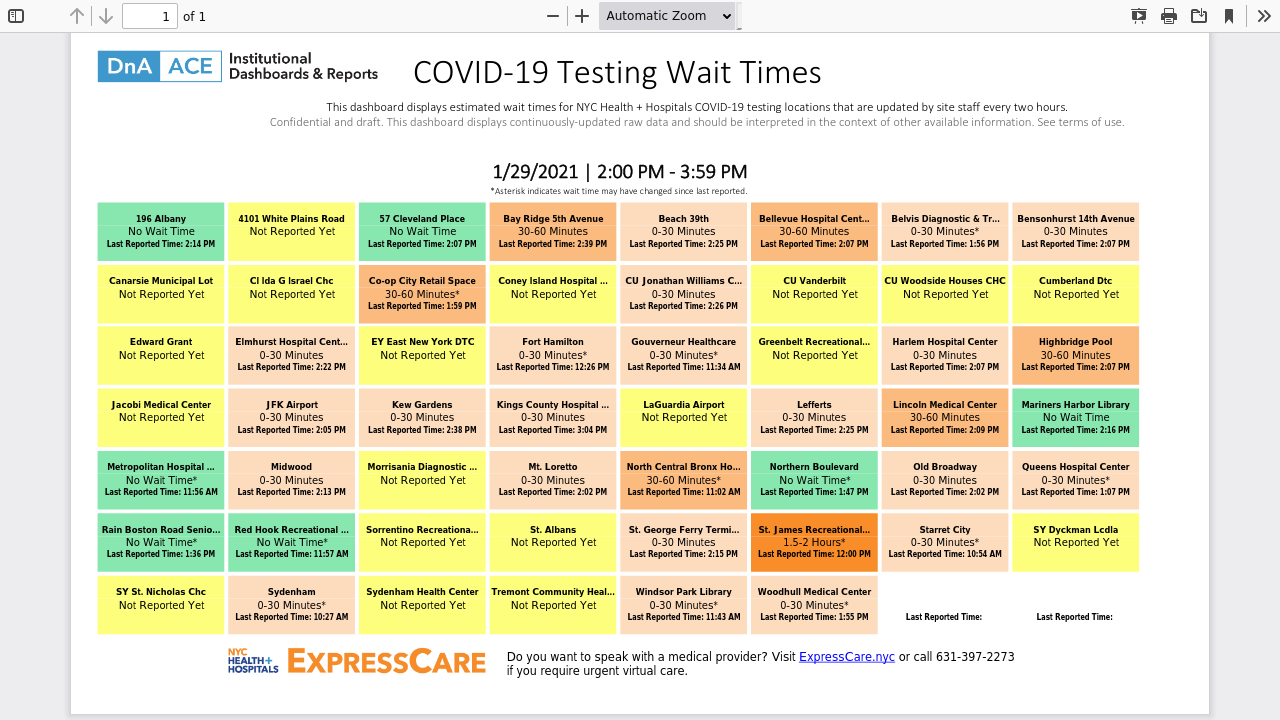 1 of 1 Automatic Zoom
DnA ACE Institutional
Dashboards & Reports
COVID-19 Testing Wait Times
This dashboard displays estimated wait times for NYC Health + Hospitals COVID-19 testing locations that are updated by site staff every two hours.
Confidential and draft. This dashboard displays continuously-updated raw data and should be interpreted in the context of other available information. See terms of use.
1/29/2021 | 2:00 PM - 3:59 PM
*Asterisk indicates wait time may have changed since last reported.
196 Albany
No Wait Time
Last Reported Time: 2:14 PM
4101 White Plains Road
Not Reported Yet
57 Cleveland Place
No Wait Time
Last Reported Time: 2:07 PM
Bay Ridge 5th Avenue
30-60 Minutes
Last Reported Time: 2:39 PM
Beach 39th
0-30 Minutes
Last Reported Time: 2:25 PM
Bellevue Hospital Cent...
30-60 Minutes
Last Reported Time: 2:07 PM
Belvis Diagnostic & Tr...
0-30 Minutes*
Last Reported Time: 1:56 PM
Bensonhurst 14th Avenue
0-30 Minutes
Last Reported Time: 2:07 PM
Canarsie Municipal Lot
Not Reported Yet
CI Ida G Israel Chc
Not Reported Yet
Co-op City Retail Space
30-60 Minutes*
Last Reported Time: 1:59 PM
Coney Island Hospital ...
Not Reported Yet
CU Jonathan Williams C...
0-30 Minutes
Last Reported Time: 2:26 PM
CU Vanderbilt
Not Reported Yet
CU Woodside Houses CHC
Not Reported Yet
Cumberland Dtc
Not Reported Yet
Edward Grant
Not Reported Yet
Elmhurst Hospital Cent...
0-30 Minutes
Last Reported Time: 2:22 PM
EY East New York DTC
Not Reported Yet
Fort Hamilton
0-30 Minutes*
Last Reported Time: 12:26 PM
Gouverneur Healthcare
0-30 Minutes*
Last Reported Time: 11:34 AM
Greenbelt Recreational...
Not Reported Yet
Harlem Hospital Center
0-30 Minutes
Last Reported Time: 2:07 PM
Highbridge Pool
30-60 Minutes
Last Reported Time: 2:07 PM
Jacobi Medical Center
Not Reported Yet
JFK Airport
0-30 Minutes
Last Reported Time: 2:05 PM
Kew Gardens
0-30 Minutes
Last Reported Time: 2:38 PM
Kings County Hospital ...
0-30 Minutes
Last Reported Time: 3:04 PM
LaGuardia Airport
Not Reported Yet
Lefferts
0-30 Minutes
Last Reported Time: 2:25 PM
Lincoln Medical Center
30-60 Minutes
Last Reported Time: 2:09 PM
Mariners Harbor Library
No Wait Time
Last Reported Time: 2:16 PM
Metropolitan Hospital ...
No Wait Time*
Last Reported Time: 11:56 AM
Midwood
0-30 Minutes
Last Reported Time: 2:13 PM
Morrisania Diagnostic ...
Not Reported Yet
Mt. Loretto
0-30 Minutes
Last Reported Time: 2:02 PM
North Central Bronx Ho...
30-60 Minutes*
Last Reported Time: 11:02 AM
Northern Boulevard
No Wait Time*
Last Reported Time: 1:47 PM
Old Broadway
0-30 Minutes
Last Reported Time: 2:02 PM
Queens Hospital Center
0-30 Minutes*
Last Reported Time: 1:07 PM
Rain Boston Road Senio...
No Wait Time*
Last Reported Time: 1:36 PM
Red Hook Recreational ...
No Wait Time*
Last Reported Time: 11:57 AM
Sorrentino Recreationa...
Not Reported Yet
St. Albans
Not Reported Yet
St. George Ferry Termi...
0-30 Minutes
Last Reported Time: 2:15 PM
St. James Recreational...
1.5-2 Hours*
Last Reported Time: 12:00 PM
Starret City
0-30 Minutes*
Last Reported Time: 10:54 AM
SY Dyckman Lcdla
Not Reported Yet
SY St. Nicholas Chc
Not Reported Yet
Sydenham
0-30 Minutes*
Last Reported Time: 10:27 AM
Sydenham Health Center
Not Reported Yet
Tremont Community Heal...
Not Reported Yet
Windsor Park Library
0-30 Minutes*
Last Reported Time: 11:43 AM
Woodhull Medical Center
0-30 Minutes*
Last Reported Time: 1:55 PM
Last Reported Time:
Last Reported Time:
NYC
HEALTH+
HOSPITALS
EXPRESSCARE
Do you want to speak with a medical provider? Visit ExpressCare.nyc or call 631-397-2273
if you require urgent virtual care.